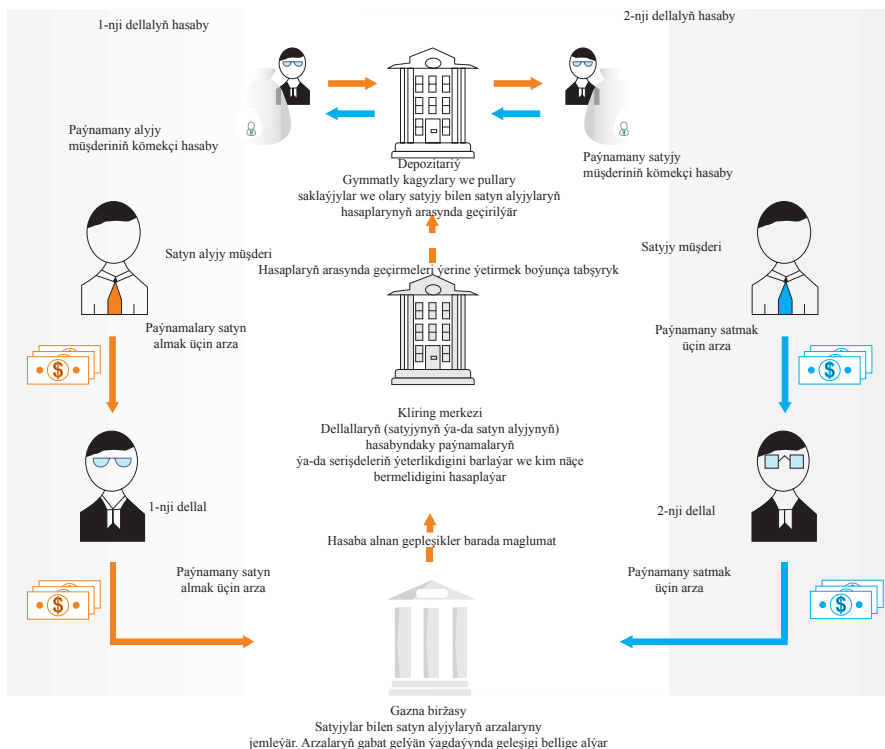 1-nji dellalyň hasaby
2-nji dellalyň hasaby
Paýnamany alyjy
müşderiniň kömekçi hasaby
Paýnamany satyjy
müşderiniň kömekçi hasaby
Depozitariý
Gymmatly kagyzlary we pullary
saklaýjylar we olary satyjy bilen satyn alyjylaryň
hasaplarynyň arasynda geçirilýär
Satyn alyjy müşderi
Satyjy müşderi
Hasaplaryň arasynda geçirmeleri ýerine ýetirmek boýunça tabşyryk
Paýnamalary satyn
almak üçin arza
Paýnamany satmak
üçin arza
$
$
Kliring merkezi
Dellallaryň (satyjynyň ýa-da satyn alyjynyň)
hasabyndaky paýnamalaryň
ýa-da serişdeleriň ýeterlikdigini barlaýar we kim näçe
bermelidigini hasaplaýar
1-nji dellal
2-nji dellal
Hasaba alnan gepleşikler barada maglumat
Paýnamany satyn
almak üçin arza
Paýnamany satmak
üçin arza
$
$
Gazna biržasy
Satyjylar bilen satyn alyjylaryň arzalaryny
jemleýär. Arzalaryň gabat gelýän ýagdaýynda geleşigi bellige alýar